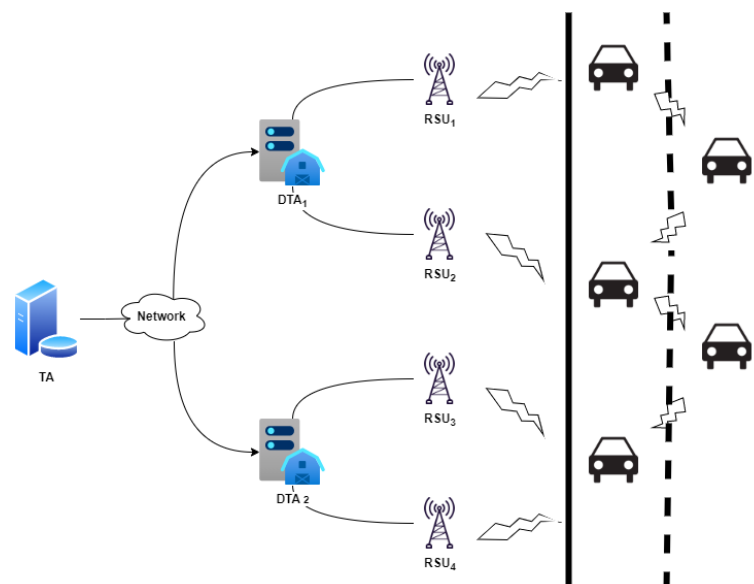 RSU₁
DTA₁
RSU₂
Network
TA
RSU₃
DTA ₂
RSU₄